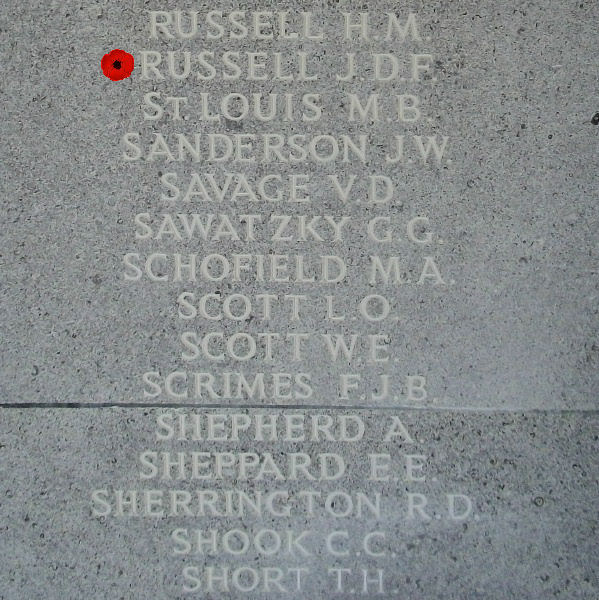 RUSSELL H.M.
RUSSELL J.D.F.
ST. LOUIS M.B.
SANDERSON J.W.
SAVAGE V.D.
SAWATZKY G.G.
SCHOFIELD M.A.
SCOTT L.O.
SCOTT W.E.
SCRIMES F.J.B.
SHEPHERD A.
SHEPPARD E.E.
SHERRINGTON R.D.
SHOOK C.C.
SHORT T.H.